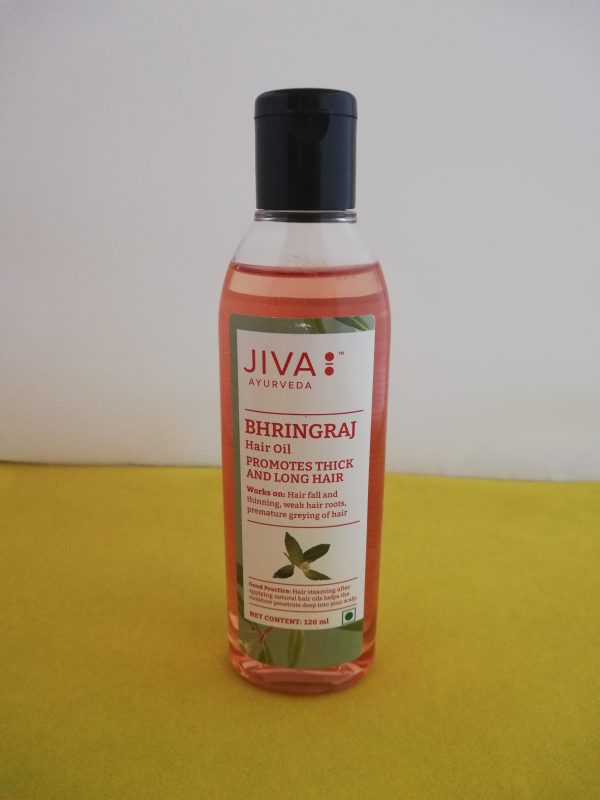 JIVA ™
AYURVEDA
BHRINGRAJ
Hair Oil
PROMOTES THICK
AND LONG HAIR
Works on: Hair fall and
thinning, weak hair roots,
premature greying of hair
Good Practice: Hair steaming after
applying natural hair oils helps the
moisture penetrate deep into your scalp.
NET CONTENT: 120 ml